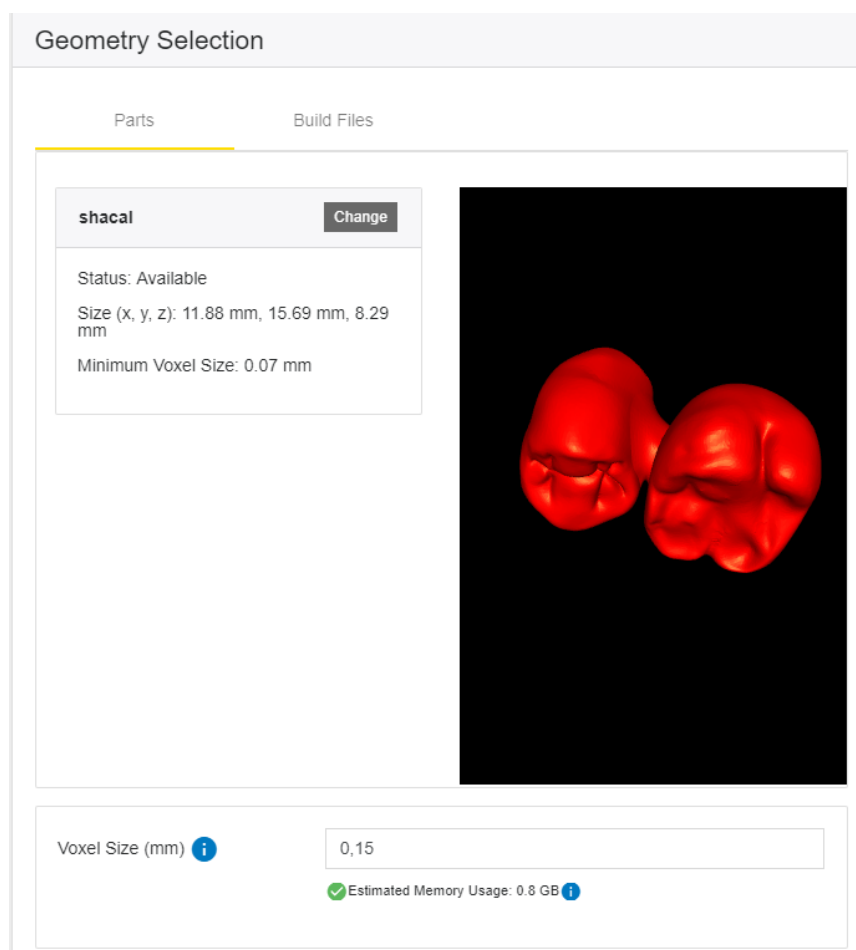 Geometry Selection
Parts
Build Files
shacal
Change
Status: Available
Size (x, y, z): 11.88 mm, 15.69 mm, 8.29
mm
Minimum Voxel Size: 0.07 mm
Voxel Size (mm)
0,15
Estimated Memory Usage: 0.8 GB